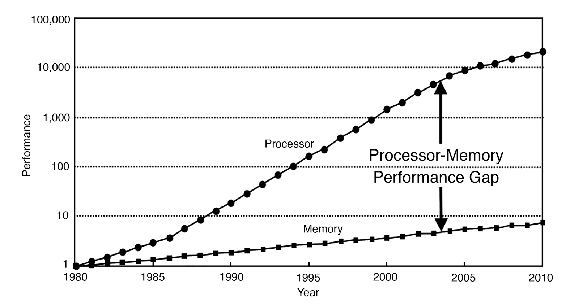 100,000
10,000
1,000
100
10
1
Performance
Processor
Processor-Memory
Performance Gap
Memory
1980 1985 1990 1995 2000 2005 2010
Year